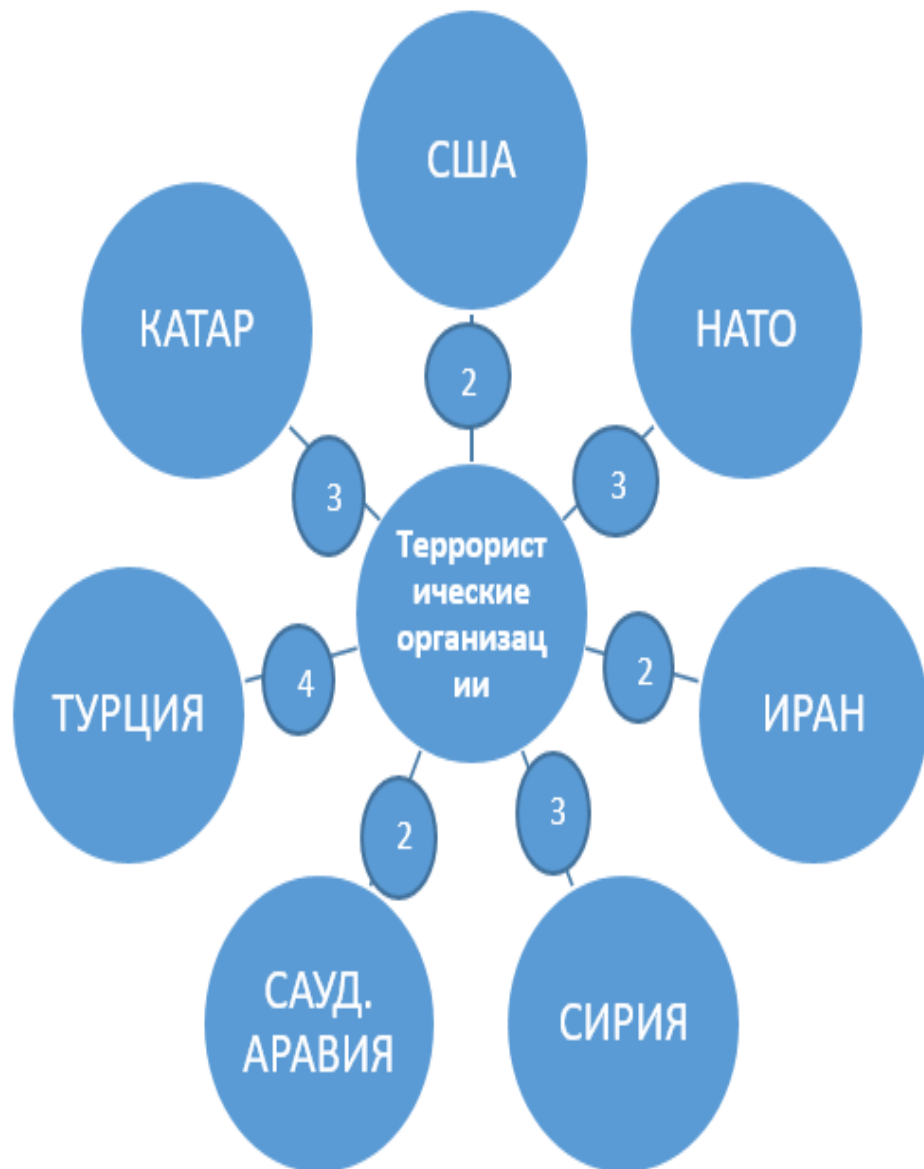 США
КАТАР
НАТО
2
3
3
Террорист
ические
организац
ии
ТУРЦИЯ
4
2
ИРАН
2
3
САУД.
АРАВИЯ
СИРИЯ